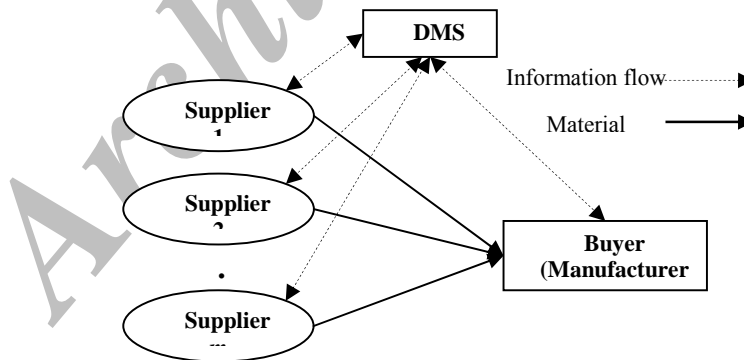 DMS
Information flow
Supplier
Material
Supplier
Buyer
(Manufacturer
.
Supplier